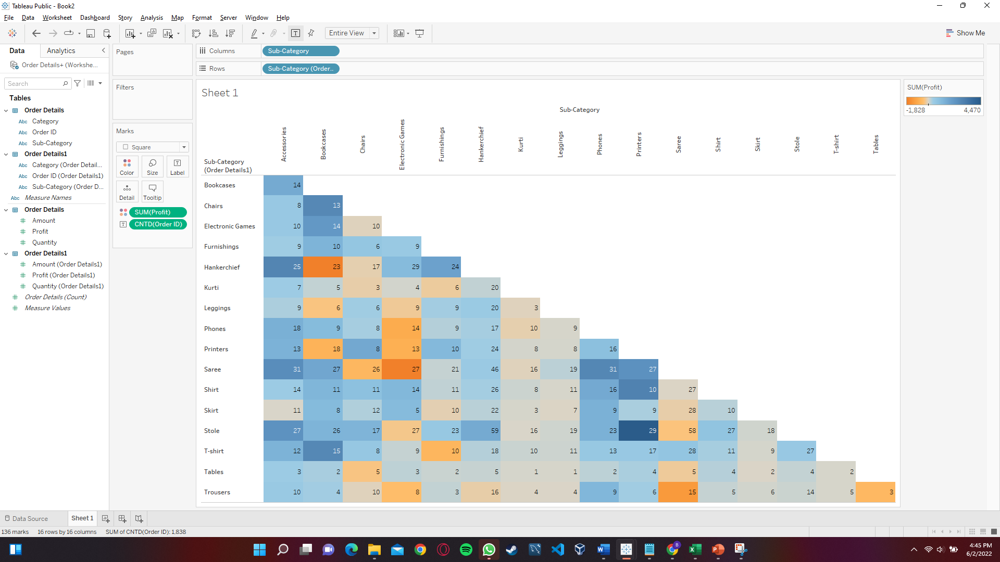 Tableau Public - Book2
File Data Worksheet Dashboard Story Analysis Map Format Server Window Help
Entire View
Show Me
Data Analytics
Order Details+ (Workshe...
Search
Tables
Order Details
Abc Category
Abc Order ID
Abc Sub-Category
Order Details1
Abc Category (Order Detail...
Abc Order ID (Order Details1)
Abc Sub-Category (Order D...
Abc Measure Names
Order Details
Amount
Profit
Quantity
Order Details1
Amount (Order Details1)
Profit (Order Details1)
Quantity (Order Details1)
Order Details (Count)
Measure Values
Pages
Filters
Marks
Square
Color Size Label
Detail Tooltip
SUM(Profit)
CNTD(Order ID)
Columns Sub-Category
Rows Sub-Category (Order..
Sheet 1
Sub-Category
Sub-Category
(Order Details1)
Accessories Bookcases Chairs Electronic Games Furnishings Hankerchief Kurti Leggings Phones Printers Saree Shirt Skirt Stole T-shirt Tables
Bookcases 14
Chairs 8 13
Electronic Games 10 14 10
Furnishings 9 10 6 9
Hankerchief 25 23 17 29 24
Kurti 7 5 3 4 6 20
Leggings 9 6 6 9 9 20 3
Phones 18 9 8 14 9 17 10 9
Printers 13 18 8 13 10 24 8 8 16
Saree 31 27 26 27 21 46 16 19 31 27
Shirt 14 11 11 14 11 26 8 11 16 10 27
Skirt 11 8 12 5 10 22 3 7 9 9 28 10
Stole 27 26 17 27 23 59 16 19 23 29 58 27 18
T-shirt 12 15 8 9 10 18 10 11 13 17 28 11 9 27
Tables 3 2 5 3 2 5 1 1 2 4 5 4 2 4 2
Trousers 10 4 10 8 3 16 4 4 9 6 15 5 6 14 5 3
SUM(Profit)
-1,828 4,470
Data Source Sheet 1
136 marks 16 rows by 16 columns SUM of CNTD(Order ID): 1,838
4:45 PM
6/2/2022